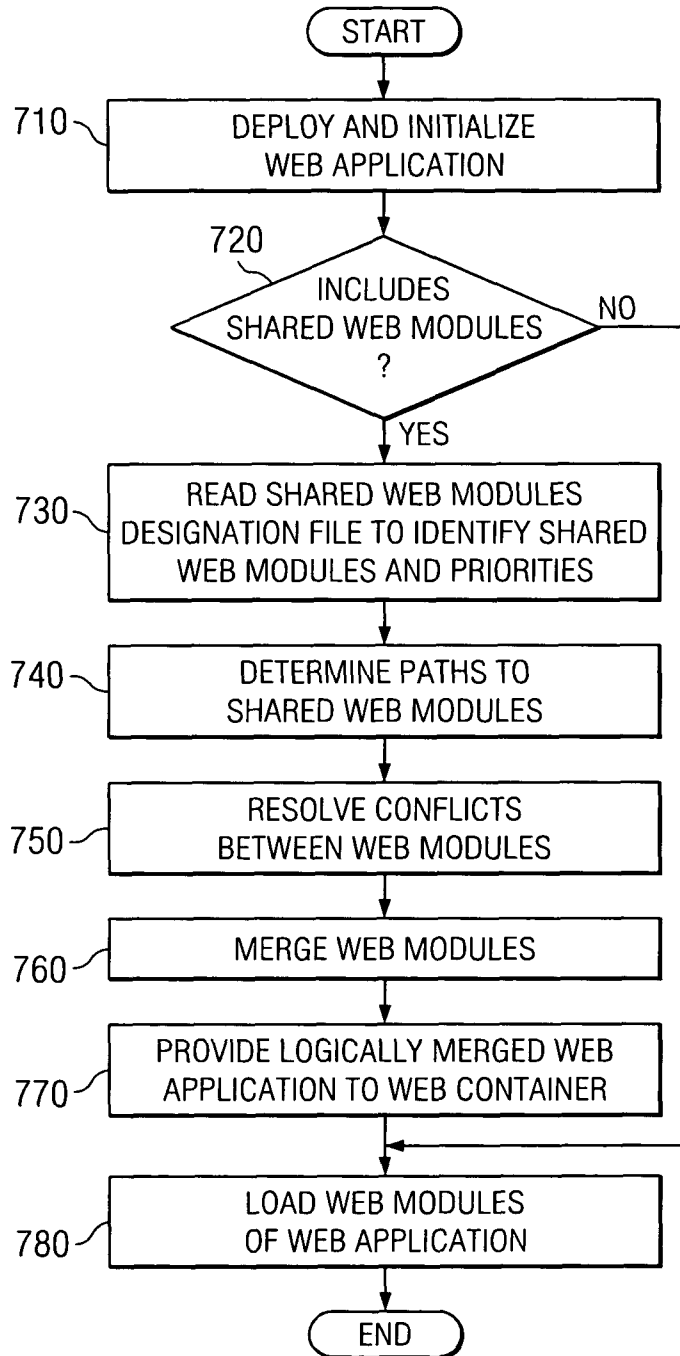 START
710
DEPLOY AND INITIALIZE
WEB APPLICATION
720
INCLUDES
SHARED WEB MODULES
?
NO
YES
730
READ SHARED WEB MODULES
DESIGNATION FILE TO IDENTIFY SHARED
WEB MODULES AND PRIORITIES
740
DETERMINE PATHS TO
SHARED WEB MODULES
750
RESOLVE CONFLICTS
BETWEEN WEB MODULES
760
MERGE WEB MODULES
770
PROVIDE LOGICALLY MERGED WEB
APPLICATION TO WEB CONTAINER
780
LOAD WEB MODULES
OF WEB APPLICATION
END